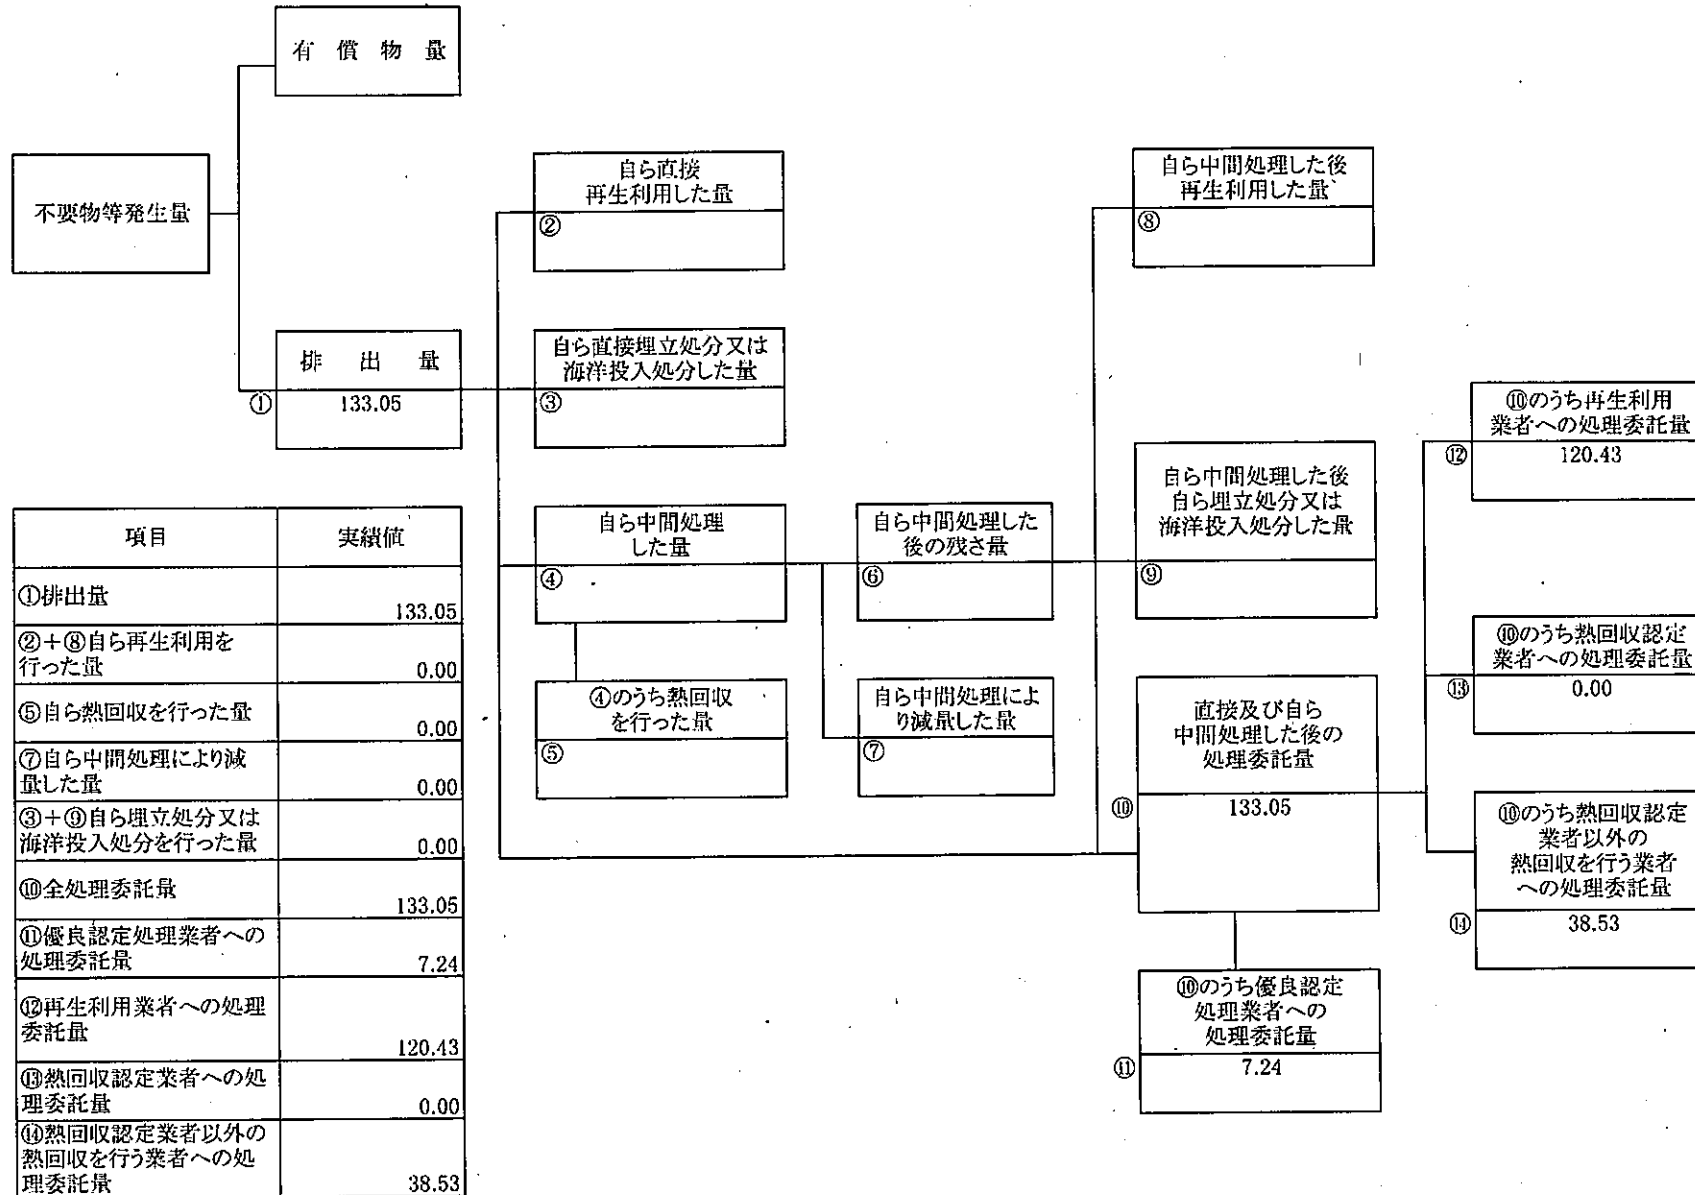 有 償 物 量
不要物等発生量
排 出 量
①
133.05
自ら直接
再生利用した量
②
自ら直接埋立処分又は
海洋投入処分した量
③
自ら中間処理
した量
④
④のうち熱回収
を行った量
⑤
自ら中間処理した
後の残さ量
⑥
自ら中間処理によ
り減量した量
⑦
自ら中間処理した後
再生利用した量
⑧
自ら中間処理した後
自ら埋立処分又は
海洋投入処分した量
⑨
直接及び自ら
中間処理した後の
処理委託量
⑩
133.05
⑩のうち優良認定
処理業者への
処理委託量
⑪
7.24
⑩のうち再生利用
業者への処理委託量
⑫
120.43
⑩のうち熱回収認定
業者への処理委託量
⑬
0.00
⑩のうち熱回収認定
業者以外の
熱回収を行う業者
への処理委託量
⑭
38.53
項目 実績値
①排出量
133.05
②+⑧自ら再生利用を
行った量 0.00
⑤自ら熱回収を行った量
0.00
⑦自ら中間処理により減
量した量 0.00
③+⑨自ら埋立処分又は
海洋投入処分を行った量 0.00
⑩全処理委託量
133.05
⑪優良認定処理業者への
処理委託量 7.24
⑫再生利用業者への処理
委託量
120.43
⑬熱回収認定業者への処
理委託量 0.00
⑭熱回収認定業者以外の
熱回収を行う業者への処
理委託量 38.53